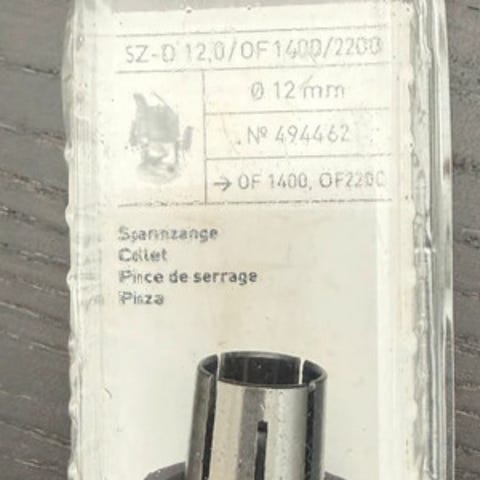 SZ-D 12,0/OF 1400/2200
Ø 12 mm
Nº 494462
→ OF 1400, OF2200
Spannzange
Collet
Pince de serrage
Pinza